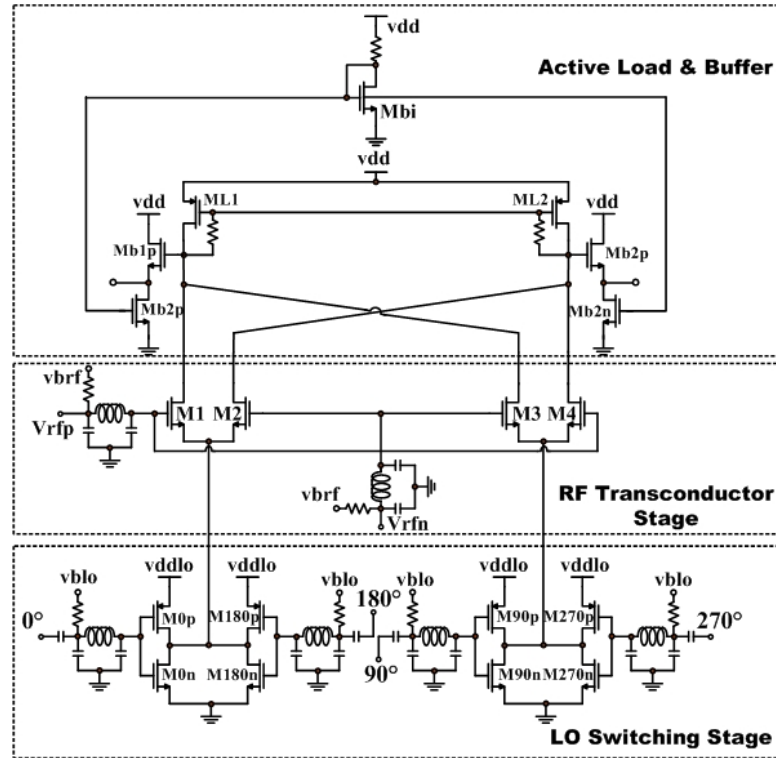 vdd
Active Load & Buffer
Mbi
vdd
ML1
ML2
vdd
vdd
Mb1p
Mb2p
Mb2p
Mb2n
vbrf
Vrfp
M1
M2
M3
M4
vbrf
Vrfn
RF Transconductor
Stage
vblo
vddlo
vddlo
vblo
180°
vblo
vddlo
vddlo
vblo
0°
M0p
M180p
M90p
M270p
270°
M0n
M180n
90°
M90n
M270n
LO Switching Stage